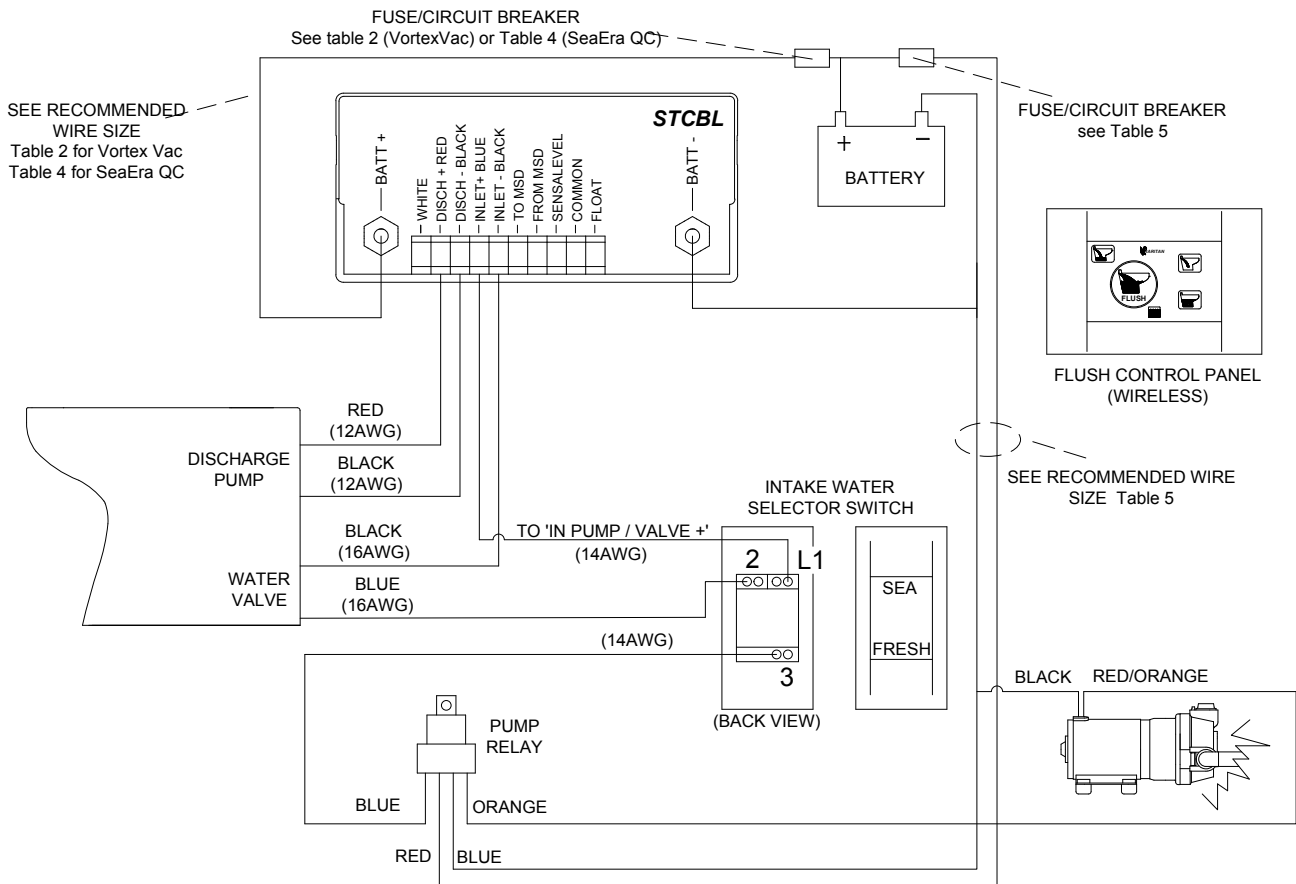 FUSE/CIRCUIT BREAKER
See table 2 (VortexVac) or Table 4 (SeaEra QC)
SEE RECOMMENDED
WIRE SIZE
Table 2 for Vortex Vac
Table 4 for SeaEra QC
STCBL
BATT +
WHITE
DISCH + RED
DISCH - BLACK
INLET+ BLUE
INLET - BLACK
TO MSD
FROM MSD
SENSALEVEL
COMMON
FLOAT
BATT -
+
−
BATTERY
FUSE/CIRCUIT BREAKER
see Table 5
FLUSH
FLUSH CONTROL PANEL
(WIRELESS)
DISCHARGE
PUMP
RED
(12AWG)
BLACK
(12AWG)
BLACK
(16AWG)
WATER
VALVE
BLUE
(16AWG)
TO 'IN PUMP / VALVE +'
(14AWG)
(14AWG)
INTAKE WATER
SELECTOR SWITCH
2
L1
3
(BACK VIEW)
SEA
FRESH
SEE RECOMMENDED WIRE
SIZE Table 5
BLACK
RED/ORANGE
PUMP
RELAY
BLUE
ORANGE
RED
BLUE